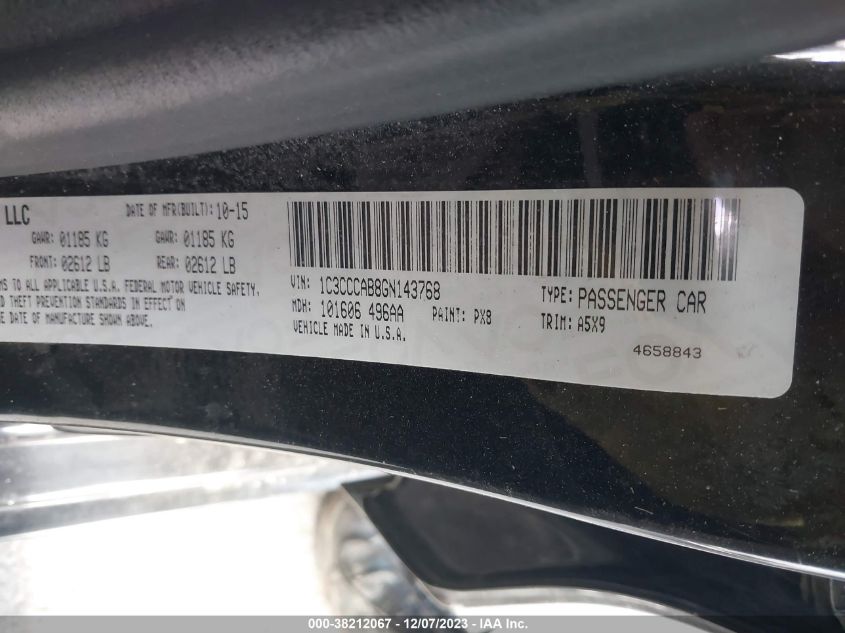 LLC DATE OF MFR(BUILT): 10-15
GAWR: 01185 KG GAWR: 01185 KG
FRONT: 02612 LB REAR: 02612 LB
MS TO ALL APPLICABLE U.S.A. FEDERAL MOTOR VEHICLE SAFETY,
D THEFT PREVENTION STANDARDS IN EFFECT
E DATE OF MANUFACTURE SHOWN ABOVE.
VIN: 1C3CCCAB8GN143768 TYPE: PASSENGER CAR
MDH: 101606 496AA PAINT: PX8 TRIM: A5X9
VEHICLE MADE IN U.S.A.
4658843
000-38212067 - 12/07/2023 - IAA Inc.